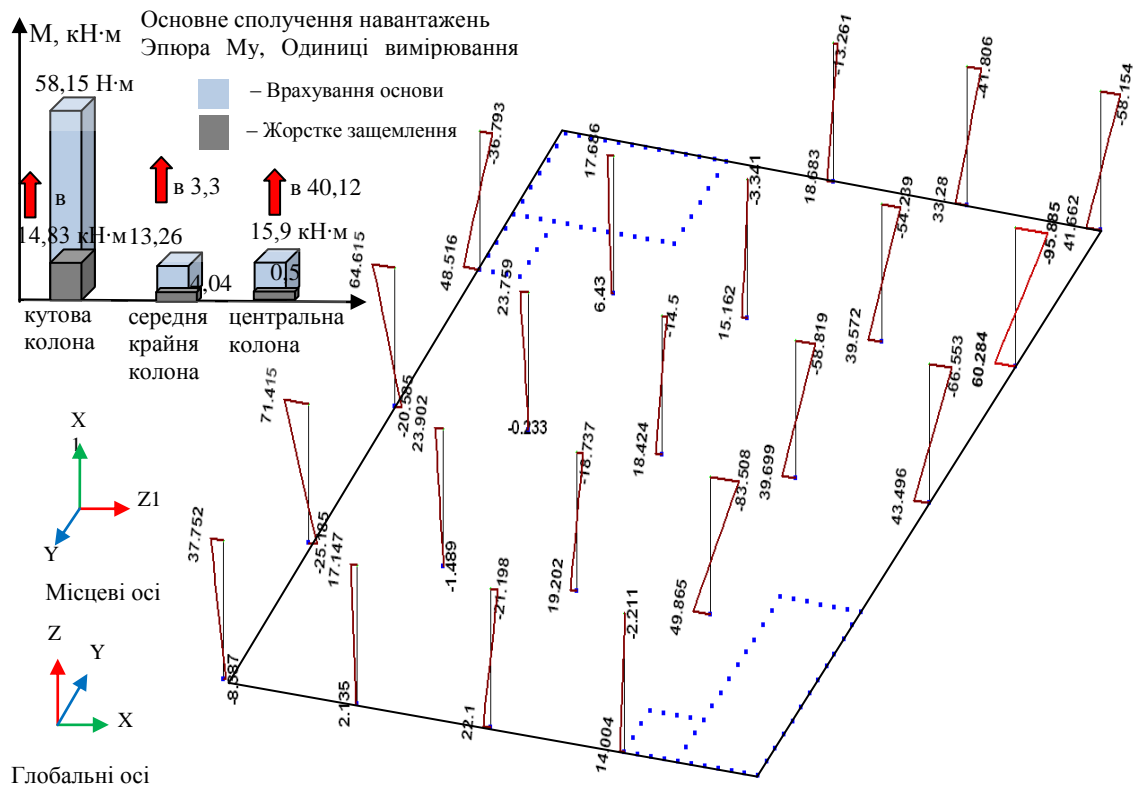 Основне сполучення навантажень
М, кН·м
Эпюра Му, Одиниці вимірювання
58,15 Н·м
– Врахування основи
– Жорстке защемлення
в
в 3,3
в 40,12
14,83 кН·м
13,26
15,9 кН·м
4,04
0.5
кутова колона
середня крайня колона
центральна колона
X
1
Z1
Y
Місцеві осі
Z
Y
X
Глобальні осі
-13.261
18.683
-41.806
33.28
-58.154
41.662
-36.793
48.516
17.686
6.43
-3.341
15.162
-54.239
39.572
-95.885
60.284
64.615
-20.585
23.759
-0.233
-14.5
18.424
-58.819
39.699
-66.553
43.496
71.415
-25.185
23.902
-1.489
-18.737
19.202
-83.508
49.865
37.752
-8.387
17.147
2.135
-21.198
22.1
-2.211
14.004